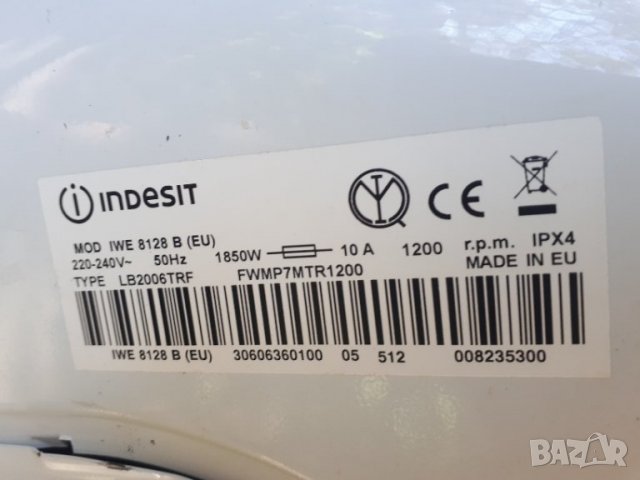 INDESIT
MOD IWE 8128 B (EU)
220-240V~ 50Hz 1850W 10 A 1200 r.p.m. IPX4
TYPE LB2006TRF FWMP7MTR1200 MADE IN EU
IWE 8128 B (EU) 30606360100 05 512 008235300
BAZAR.bg